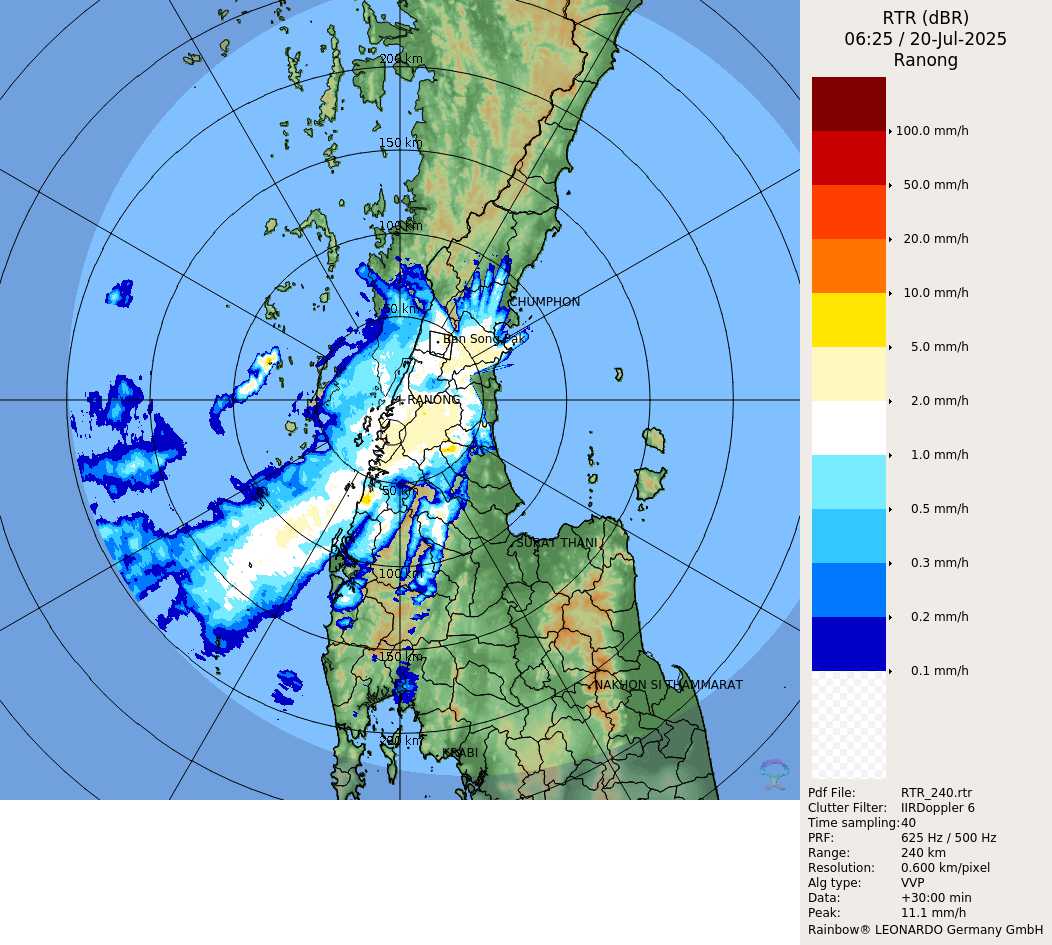 RTR (dBR)
06:25 / 20-Jul-2025
Ranong
200 km
150 km
100 km
50 km
CHUMPHON
Ban Song Pak
RANONG
50 km
SURAT THANI
100 km
150 km
NAKHON SI THAMMARAT
200 km
KRABI
100.0 mm/h
50.0 mm/h
20.0 mm/h
10.0 mm/h
5.0 mm/h
2.0 mm/h
1.0 mm/h
0.5 mm/h
0.3 mm/h
0.2 mm/h
0.1 mm/h
Pdf File: RTR_240.rtr
Clutter Filter: IIRDoppler 6
Time sampling:40
PRF: 625 Hz / 500 Hz
Range: 240 km
Resolution: 0.600 km/pixel
Alg type: VVP
Data: +30:00 min
Peak: 11.1 mm/h
Rainbow® LEONARDO Germany GmbH